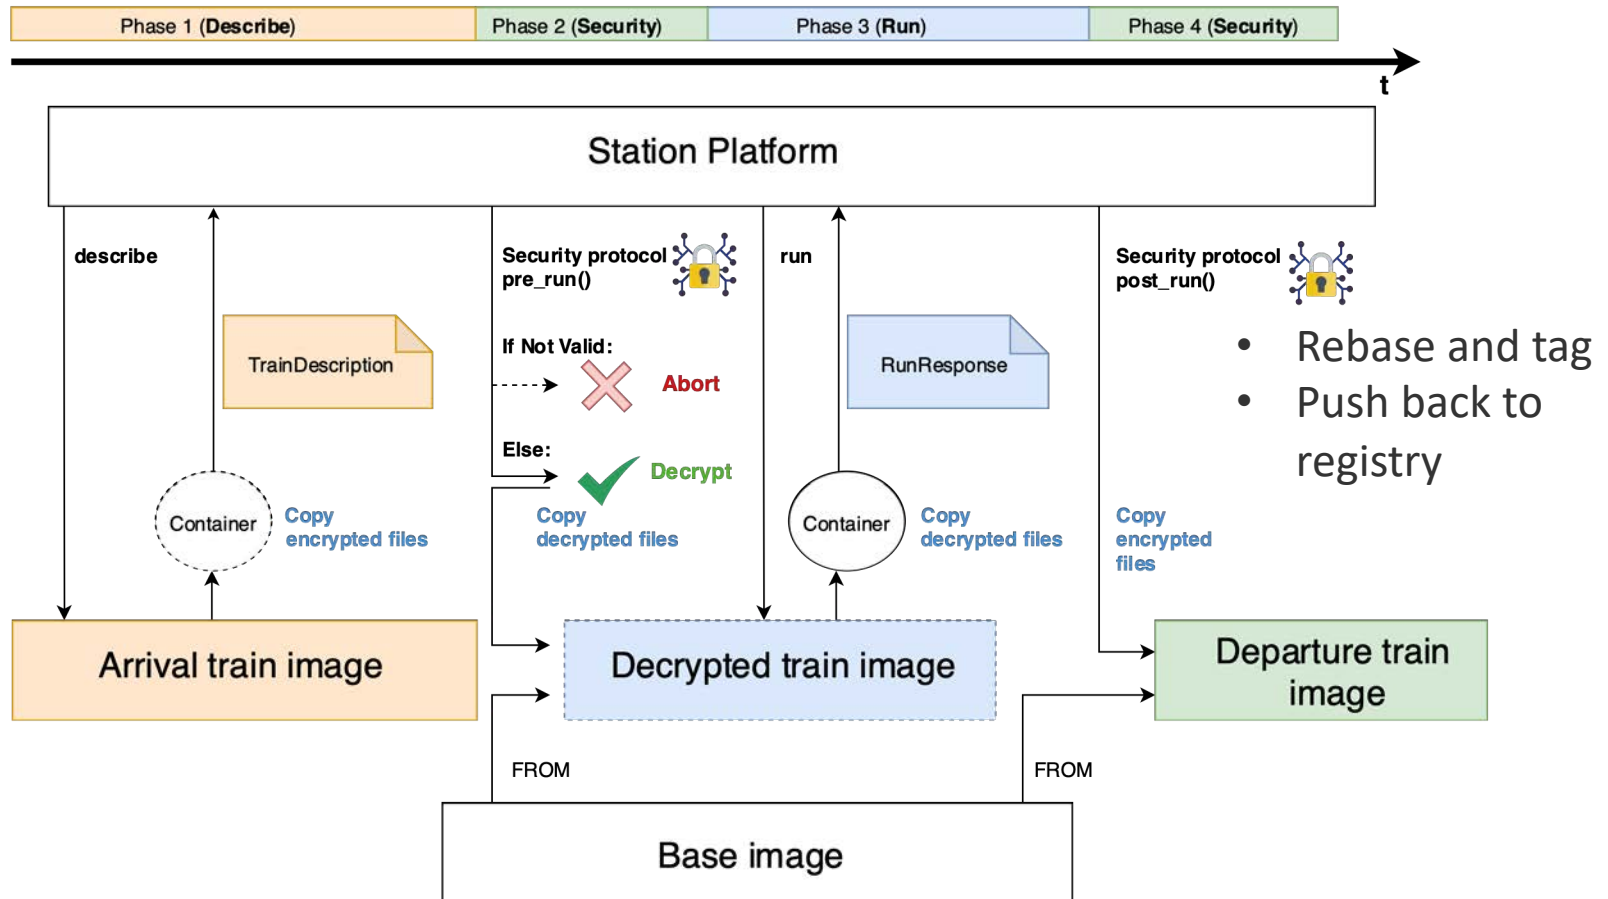 Phase 1 (Describe)
Phase 2 (Security)
Phase 3 (Run)
Phase 4 (Security)
t
Station Platform
describe
TrainDescription
Container
Copy
encrypted files
Arrival train image
Security protocol
pre_run()
If Not Valid:
Abort
Else:
Decrypt
Copy
decrypted files
run
RunResponse
Container
Copy
decrypted files
Decrypted train image
Security protocol
post_run()
• Rebase and tag
• Push back to
registry
Copy
encrypted
files
Departure train
image
FROM
FROM
Base image